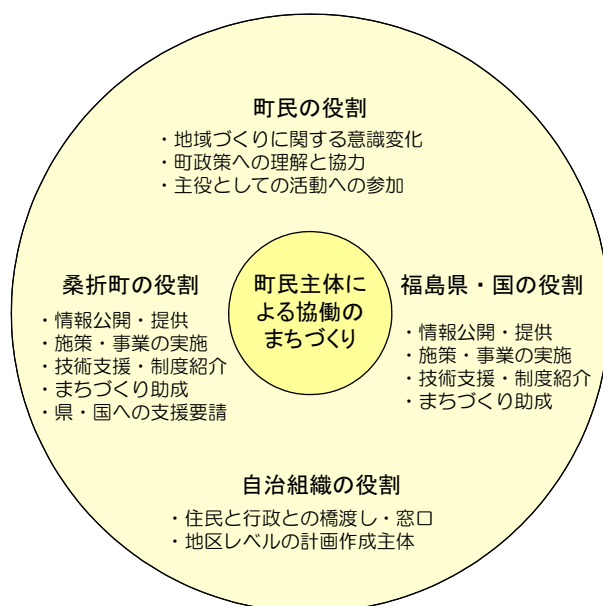 町民の役割
・地域づくりに関する意識変化
・町政策への理解と協力
・主役としての活動への参加
桑折町の役割
・情報公開・提供
・施策・事業の実施
・技術支援・制度紹介
・まちづくり助成
・県・国への支援要請
町民主体に
よる協働の
まちづくり
福島県・国の役割
・情報公開・提供
・施策・事業の実施
・技術支援・制度紹介
・まちづくり助成
自治組織の役割
・住民と行政との橋渡し・窓口
・地区レベルの計画作成主体